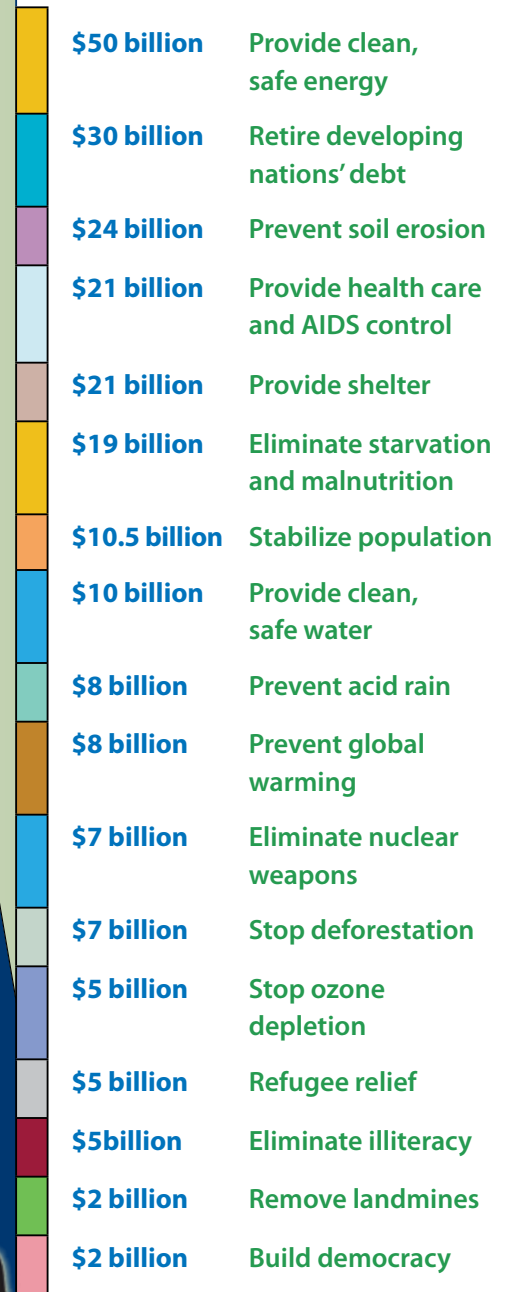 $50 billion Provide clean,
safe energy
$30 billion Retire developing
nations’ debt
$24 billion Prevent soil erosion
$21 billion Provide health care
and AIDS control
$21 billion Provide shelter
$19 billion Eliminate starvation
and malnutrition
$10.5 billion Stabilize population
$10 billion Provide clean,
safe water
$8 billion Prevent acid rain
$8 billion Prevent global
warming
$7 billion Eliminate nuclear
weapons
$7 billion Stop deforestation
$5 billion Stop ozone
depletion
$5 billion Refugee relief
$5billion Eliminate illiteracy
$2 billion Remove landmines
$2 billion Build democracy